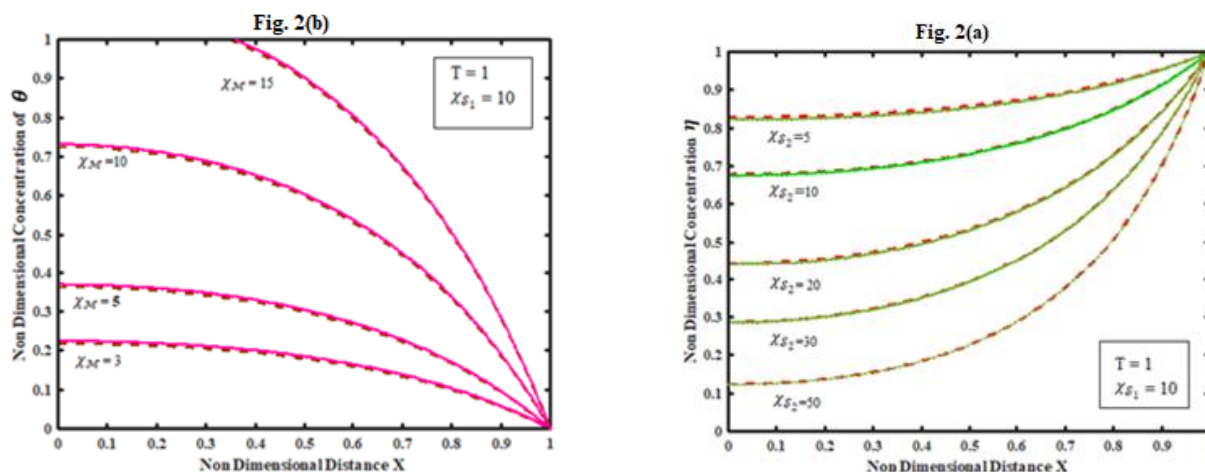 Fig. 2(b)
Non Dimensional Concentration of θ
1
0.9
0.8
0.7
0.6
0.5
0.4
0.3
0.2
0.1
0
χM = 15
χM = 10
χM = 5
χM = 3
T = 1
χS1 = 10
0 0.1 0.2 0.3 0.4 0.5 0.6 0.7 0.8 0.9 1
Non Dimensional Distance X
Fig. 2(a)
Non Dimensional Concentration η
1
0.9
0.8
0.7
0.6
0.5
0.4
0.3
0.2
0.1
0
χS2=5
χS2=10
χS2= 20
χS2=30
χS2=50
T = 1
χS1 = 10
0 0.1 0.2 0.3 0.4 0.5 0.6 0.7 0.8 0.9
Non Dimensional Distance X